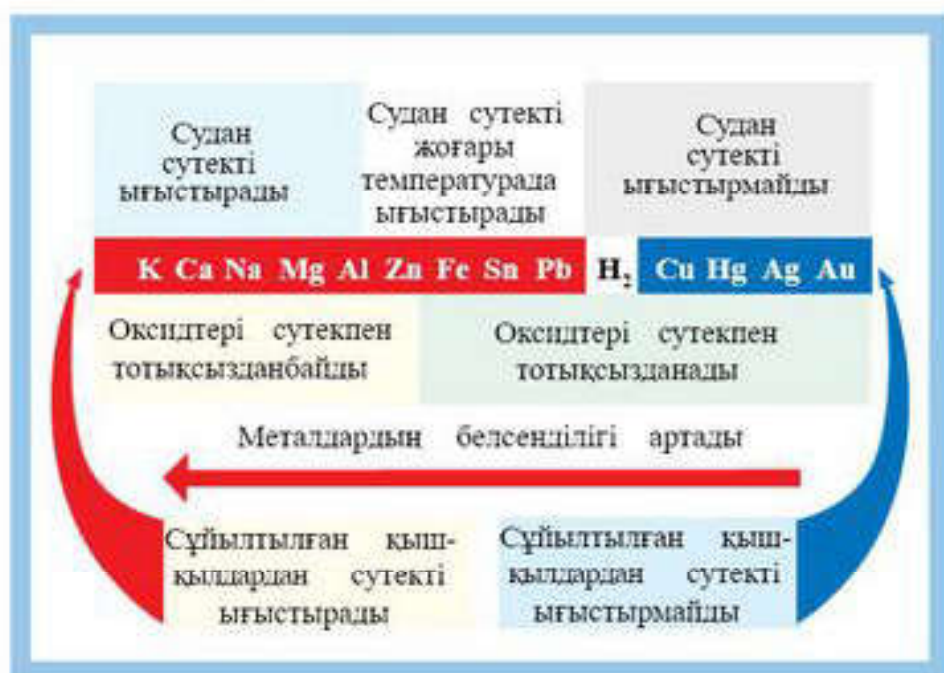 Судан
сутекті
ығыстырады
Судан сутекті
жоғары
температурада
ығыстырады
Судан
сутекті
ығыстырмайды
K Ca Na Mg Al Zn Fe Sn Pb H₂ Cu Hg Ag Au
Оксидтері сутекпен
тотықсызданбайды
Оксидтері сутекпен
тотықсызданады
Металдардың белсенділігі артады
Сұйылтылған қыш-
қылдардан сутекті
ығыстырады
Сұйылтылған қыш-
қылдардан сутекті
ығыстырмайды